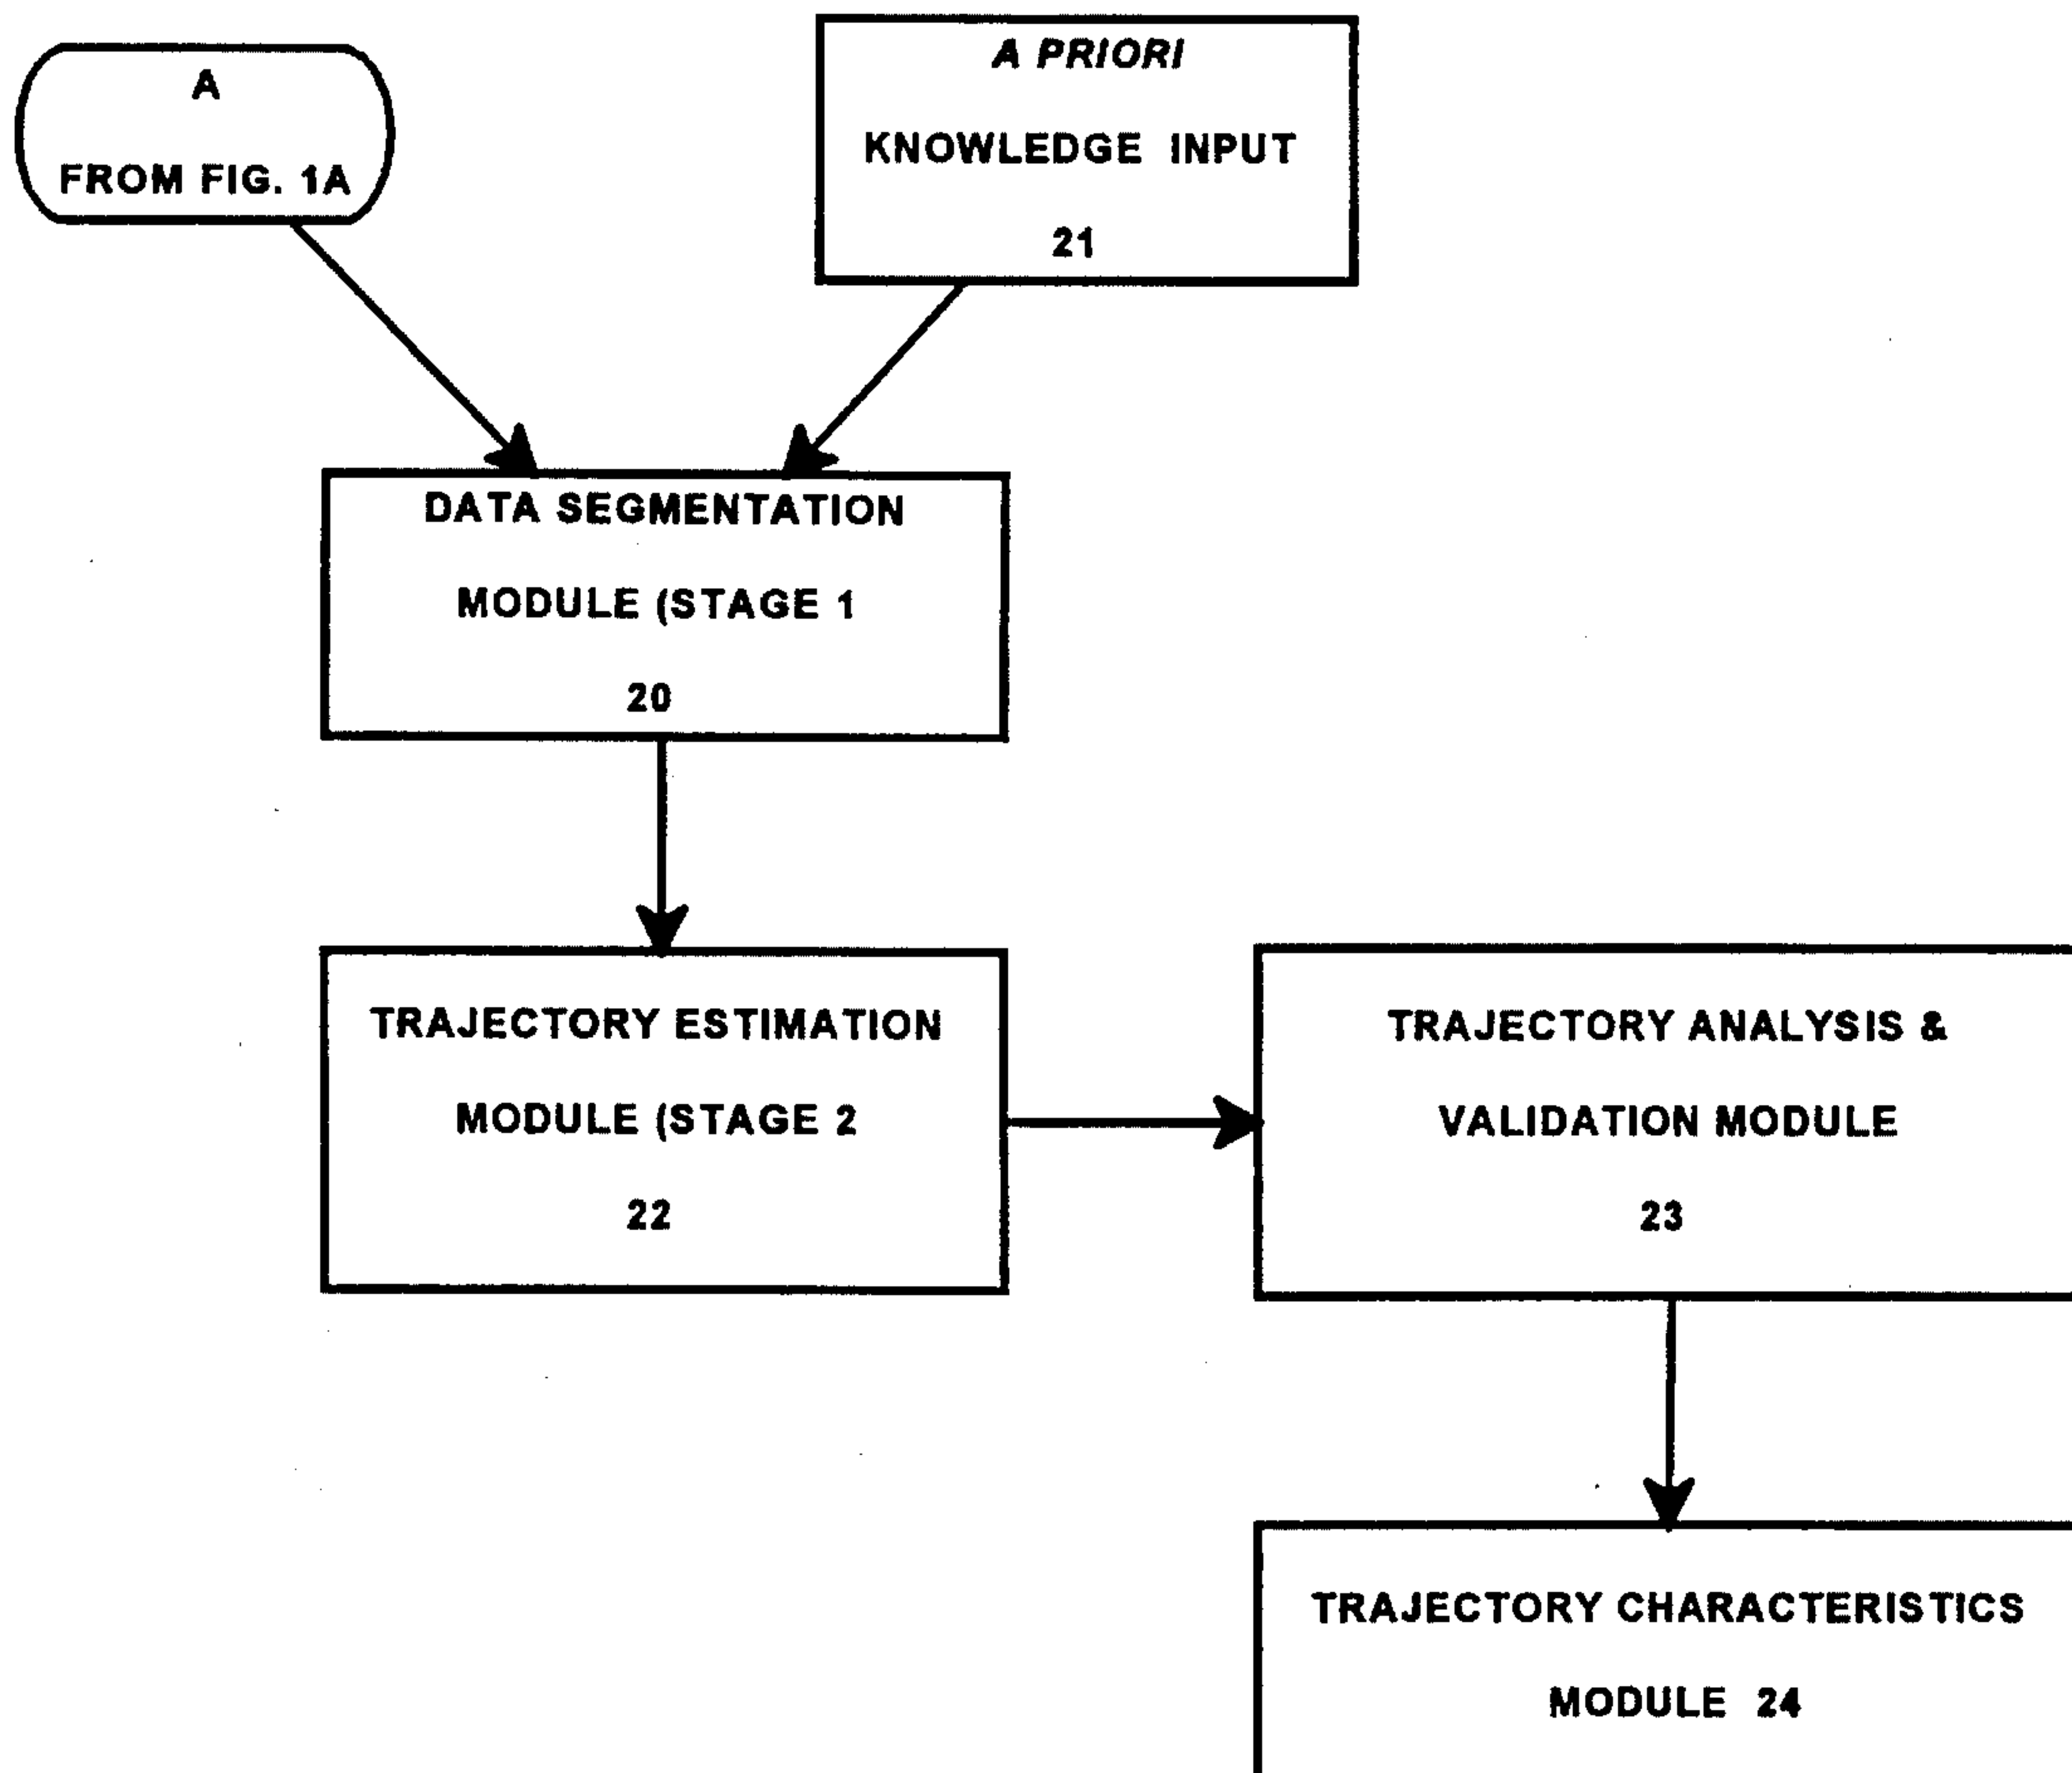 A
FROM FIG. 1A
A PRIORI
KNOWLEDGE INPUT
21
DATA SEGMENTATION
MODULE (STAGE 1
20
TRAJECTORY ESTIMATION
MODULE (STAGE 2
22
TRAJECTORY ANALYSIS &
VALIDATION MODULE
23
TRAJECTORY CHARACTERISTICS
MODULE 24